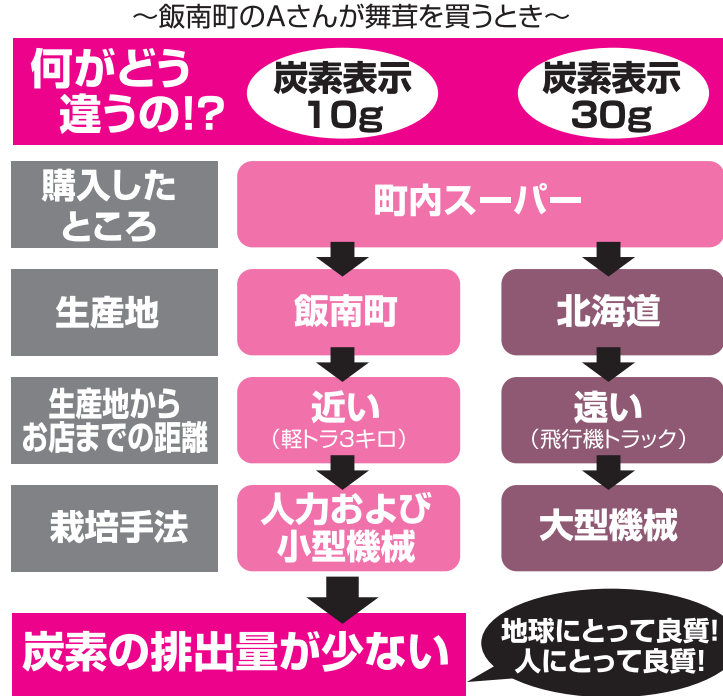 ～飯南町のAさんが舞茸を買うとき～
何がどう
違うの!?
炭素表示
10g
炭素表示
30g
購入した
ところ
町内スーパー
生産地
飯南町
北海道
生産地から
お店までの距離
近い
（軽トラ3キロ）
遠い
（飛行機トラック）
栽培手法
人力および
小型機械
大型機械
炭素の排出量が少ない
地球にとって良質!
人にとって良質!